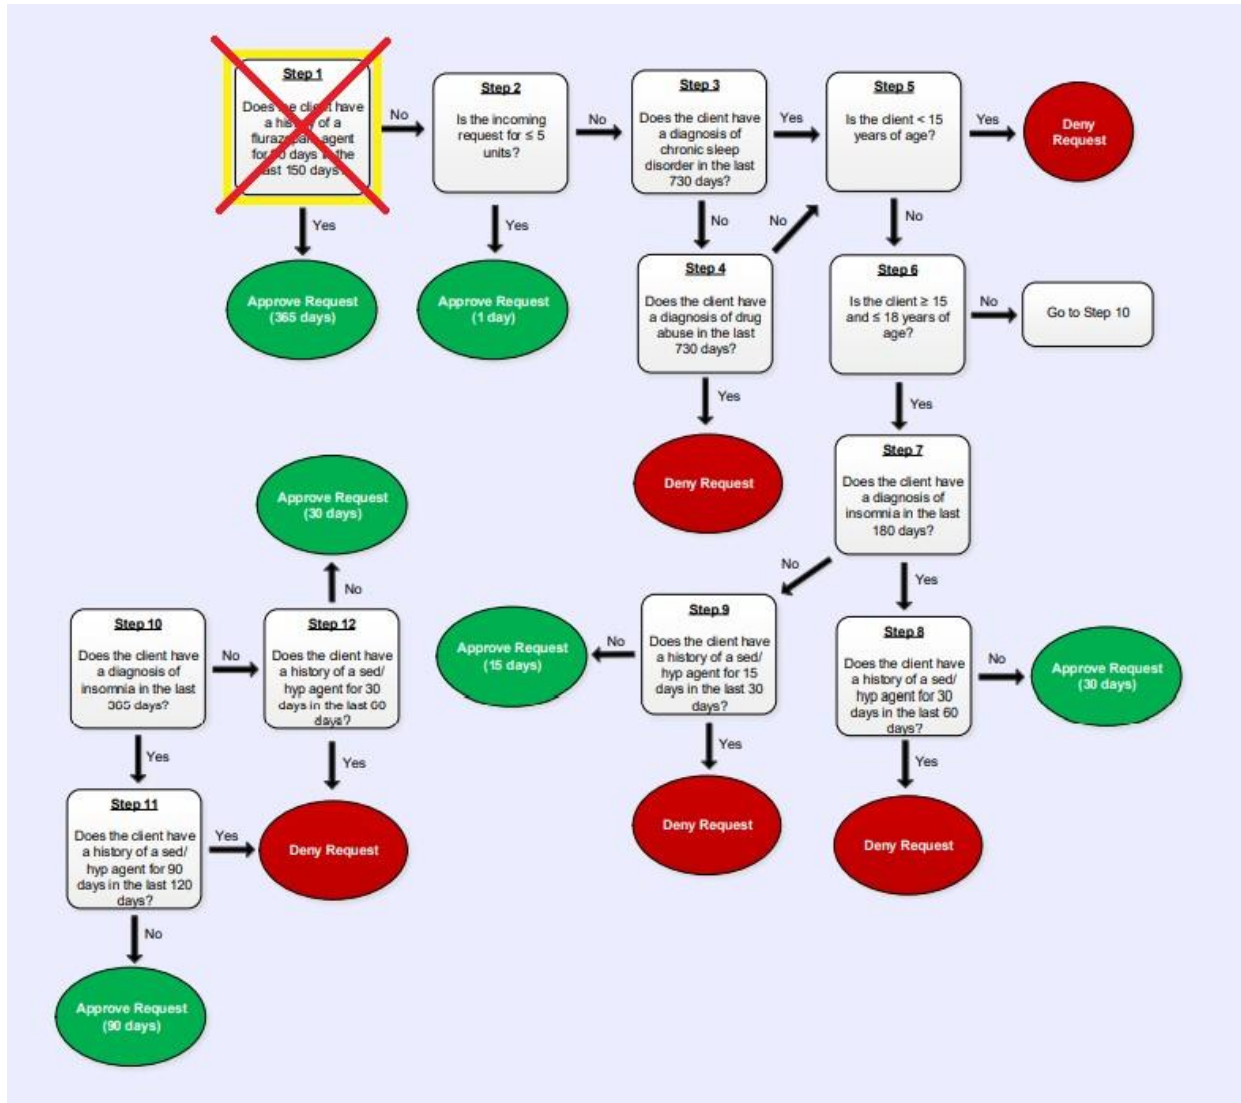 Step 1
Does the client have
a history of a
agent
for days in the
last 150 days
Yes
No
Approve Request
(365 days)
Step 2
Is the incoming
request for ≤ 5
units?
Yes
No
Approve Request
(1 day)
Step 3
Does the client have
a diagnosis of
chronic sleep
disorder in the last
730 days?
Yes
No
Step 4
Does the client have
a diagnosis of drug
abuse in the last
730 days?
No
Yes
Deny Request
Step 5
Is the client < 15
years of age?
Yes
Deny
Request
No
Step 6
Is the client ≥ 15
and ≤ 18 years of
age?
No
Go to Step 10
Yes
Step 7
Does the client have
a diagnosis of
insomnia in the last
180 days?
No
Yes
Step 8
Does the client have
a history of a sed/
hyp agent for 30
days in the last 60
days?
No
Approve Request
(30 days)
Yes
Deny Request
Step 9
Does the client have
a history of a sed/
hyp agent for 15
days in the last 30
days?
No
Approve Request
(15 days)
Yes
Deny Request
Step 10
Does the client have
a diagnosis of
insomnia in the last
365 days?
No
Yes
Step 12
Does the client have
a history of a sed/
hyp agent for 30
days in the last 60
days?
No
Approve Request
(30 days)
Yes
Deny Request
Step 11
Does the client have
a history of a sed/
hyp agent for 90
days in the last 120
days?
Yes
No
Approve Request
(90 days)